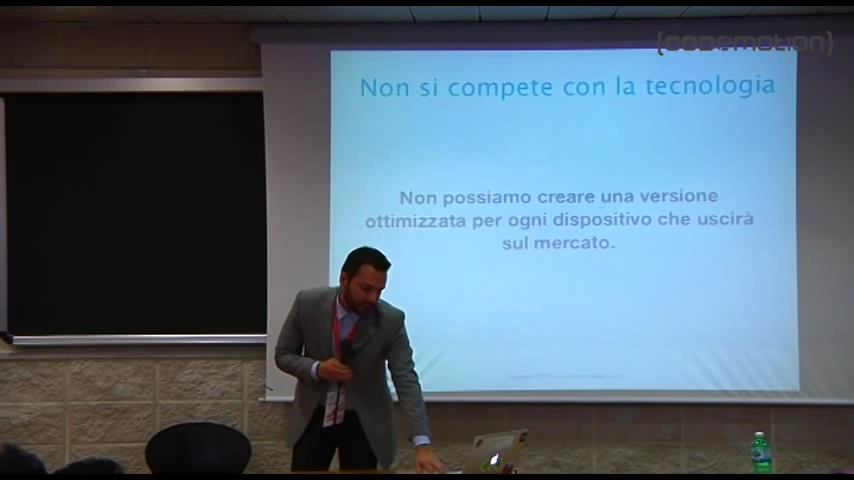 {codemotion}
Non si compete con la tecnologia
Non possiamo creare una versione
ottimizzata per ogni dispositivo che uscirà
sul mercato.